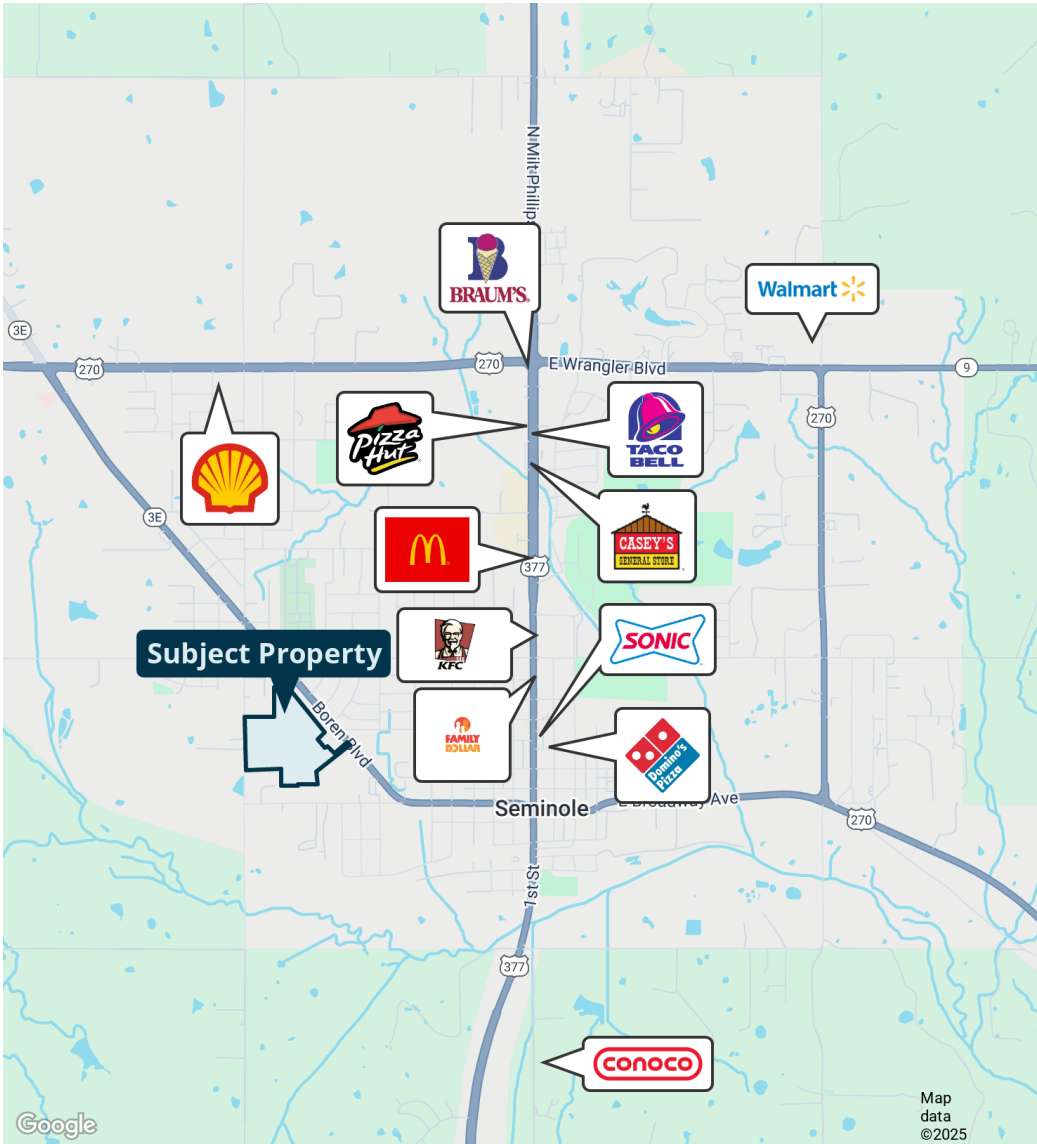 N Milt Phillips
B
BRAUM'S
Walmart
3E
270
270
E Wrangler Blvd
9
Pizza
Hut
TACO
BELL
270
3E
CASEY'S
GENERAL STORE
377
KFC
SONIC
Subject Property
Boren Blvd
FAMILY
DOLLAR
Domino's
Pizza
E Broadway Ave
Seminole
270
1st St
377
conoco
Map
data
©2025
Google